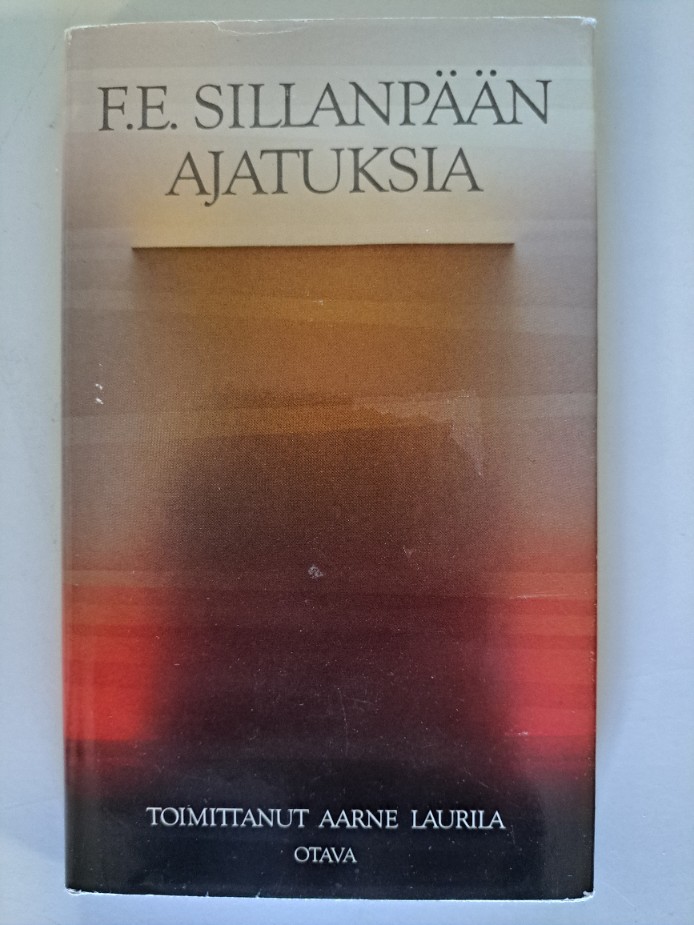 F.E. SILLANPÄÄN
AJATUKSIA
TOIMITTANUT AARNE LAURILA
OTAVA